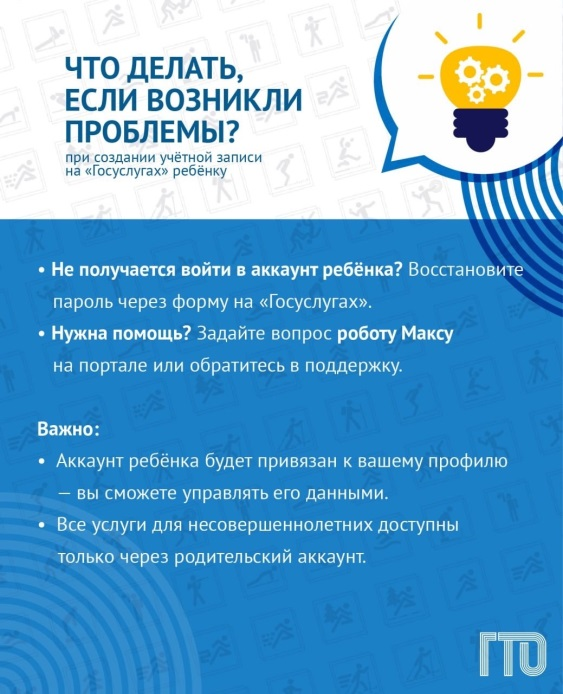 ЧТО ДЕЛАТЬ,
ЕСЛИ ВОЗНИКЛИ
ПРОБЛЕМЫ?
при создании учётной записи
на «Госуслугах» ребёнку
• Не получается войти в аккаунт ребёнка? Восстановите
пароль через форму на «Госуслугах».
• Нужна помощь? Задайте вопрос роботу Максу
на портале или обратитесь в поддержку.
Важно:
• Аккаунт ребёнка будет привязан к вашему профилю
— вы сможете управлять его данными.
• Все услуги для несовершеннолетних доступны
только через родительский аккаунт.
ГТО